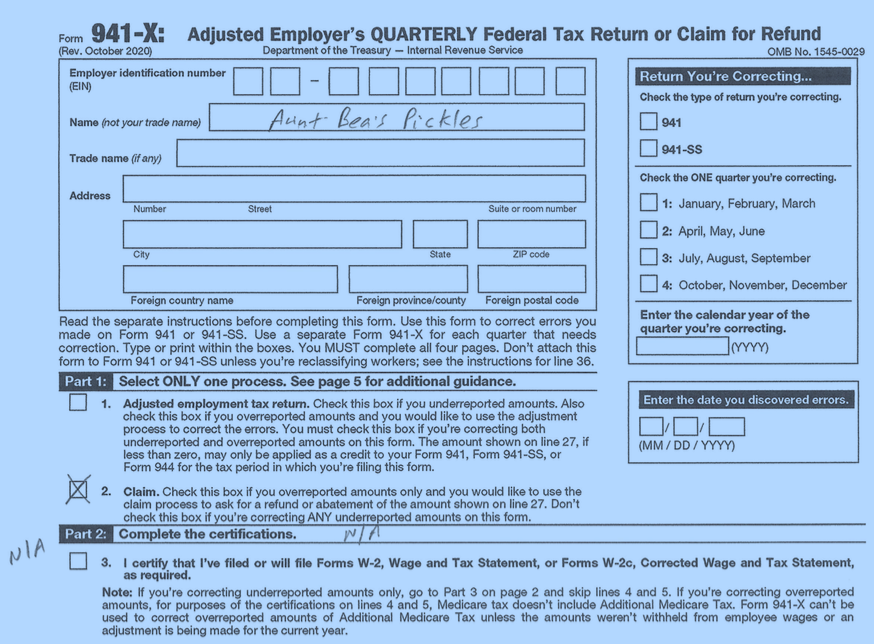 Form 941-X: Adjusted Employer's QUARTERLY Federal Tax Return or Claim for Refund
(Rev. October 2020) Department of the Treasury — Internal Revenue Service OMB No. 1545-0029
Employer identification number
(EIN)
–
Name (not your trade name) Aunt Bea's Pickles
Trade name (if any)
Address
Number Street Suite or room number
City State ZIP code
Foreign country name Foreign province/county Foreign postal code
Return You're Correcting...
Check the type of return you're correcting.
941
941-SS
Check the ONE quarter you're correcting.
1: January, February, March
2: April, May, June
3: July, August, September
4: October, November, December
Enter the calendar year of the
quarter you're correcting.
(YYYY)
Enter the date you discovered errors.
/ /
(MM / DD / YYYY)
Read the separate instructions before completing this form. Use this form to correct errors you
made on Form 941 or 941-SS. Use a separate Form 941-X for each quarter that needs
correction. Type or print within the boxes. You MUST complete all four pages. Don't attach this
form to Form 941 or 941-SS unless you're reclassifying workers; see the instructions for line 36.
Part 1: Select ONLY one process. See page 5 for additional guidance.
1. Adjusted employment tax return. Check this box if you underreported amounts. Also
check this box if you overreported amounts and you would like to use the adjustment
process to correct the errors. You must check this box if you're correcting both
underreported and overreported amounts on this form. The amount shown on line 27, if
less than zero, may only be applied as a credit to your Form 941, Form 941-SS, or
Form 944 for the tax period in which you're filing this form.
2. Claim. Check this box if you overreported amounts only and you would like to use the
claim process to ask for a refund or abatement of the amount shown on line 27. Don't
check this box if you're correcting ANY underreported amounts on this form.
Part 2: Complete the certifications. N/A
N/A
3. I certify that I've filed or will file Forms W-2, Wage and Tax Statement, or Forms W-2c, Corrected Wage and Tax Statement,
as required.
Note: If you're correcting underreported amounts only, go to Part 3 on page 2 and skip lines 4 and 5. If you're correcting overreported
amounts, for purposes of the certifications on lines 4 and 5, Medicare tax doesn't include Additional Medicare Tax. Form 941-X can't be
used to correct overreported amounts of Additional Medicare Tax unless the amounts weren't withheld from employee wages or an
adjustment is being made for the current year.